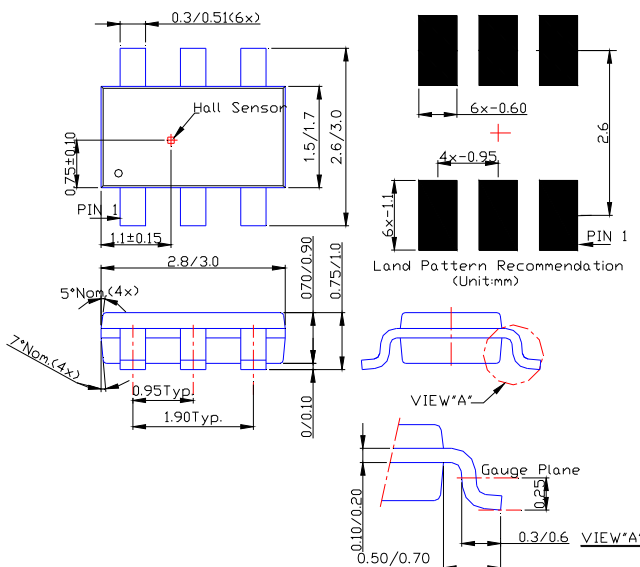 0.3/0.51(6x)
Hall Sensor
0.75±0.10
1.5/1.7
2.6/3.0
PIN 1
1.1±0.15
6x-0.60
4x-0.95
2.6
6x-1.1
PIN 1
Land Pattern Recommendation
(Unit:mm)
2.8/3.0
5°Nom.(4x)
7°Nom.(4x)
070/0.90
0.75/1.0
0.95Typ.
1.90Typ.
0/0.10
VIEW"A"
Gauge Plane
0.25
0.10/0.20
0.3/0.6
VIEW"A"
0.50/0.70